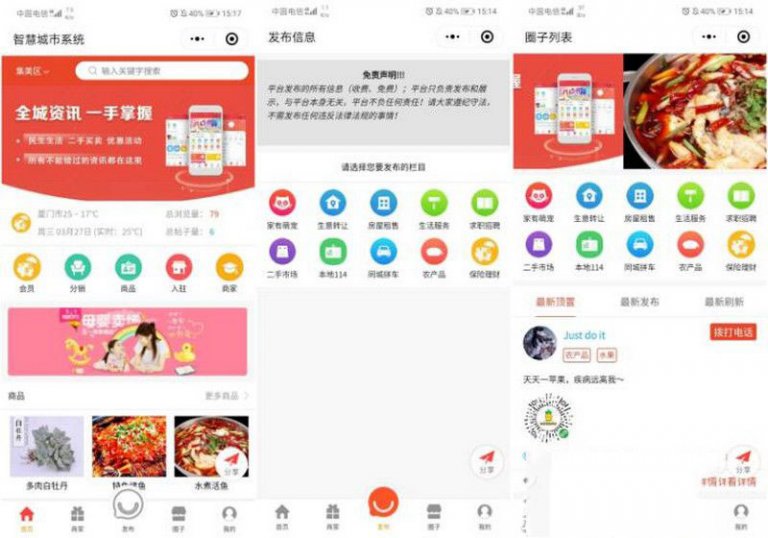 中国电信 15:17
40%
智慧城市系统
集美区
输入关键字搜索
全城资讯 一手掌握
民生生活 二手买卖 优惠活动
所有不能错过的资讯都在这里
厦门市25 - 17℃
总浏览量： 79
周三 03月27日 (实时：25℃)
总帖子量： 6
会员 分销 商品 入驻 商家
母婴卖场
商品
更多商品
白牡丹
多肉白牡丹
水煮活鱼
分享
首页 商家 发布 圈子 我的
中国电信 15:14
40%
发布信息
免责声明!!!
平台发布的所有信息（收费、免费）；平台只负责发布和展
示，与平台本身无关，平台不负任何责任！请大家遵纪守法，
不需发布任何违反法律法规的事情！
请选择您要发布的栏目
家有萌宠 生意转让 房屋租售 生活服务 求职招聘
二手市场 本地114 同城拼车 农产品 保险理财
分享
首页 商家 发布 圈子 我的
中国电信 15:14
40%
圈子列表
家有萌宠 生意转让 房屋租售 生活服务 求职招聘
二手市场 本地114 同城拼车 农产品 保险理财
最新顶置 最新发布 最新刷新
Just do it
拨打电话
农产品 水果
天天一苹果，疾病远离我～
分享
#情详看详情
首页 商家 发布 圈子 我的